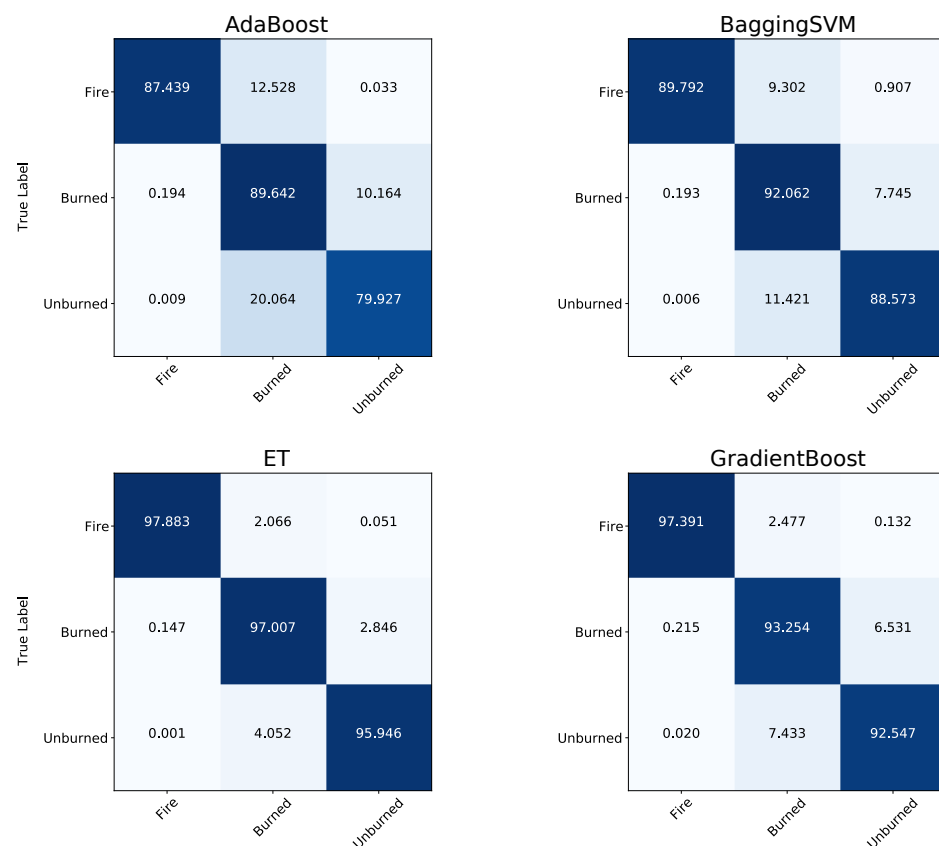 AdaBoost
BaggingSVM
True Label
Fire 87.439 12.528 0.033
Burned 0.194 89.642 10.164
Unburned 0.009 20.064 79.927
Fire Burned Unburned
Fire 89.792 9.302 0.907
Burned 0.193 92.062 7.745
Unburned 0.006 11.421 88.573
Fire Burned Unburned
ET
GradientBoost
True Label
Fire 97.883 2.066 0.051
Burned 0.147 97.007 2.846
Unburned 0.001 4.052 95.946
Fire Burned Unburned
Fire 97.391 2.477 0.132
Burned 0.215 93.254 6.531
Unburned 0.020 7.433 92.547
Fire Burned Unburned